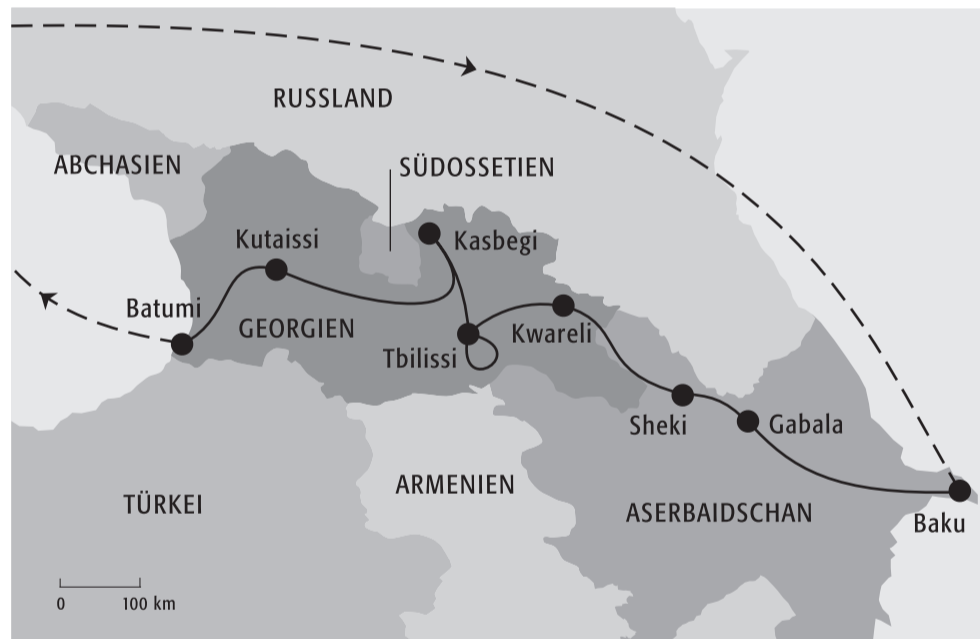 RUSSLAND
ABCHASIEN
SÜDOSSETIEN
Kutaissi
Kasbegi
Batumi
GEORGIEN
Kwareli
Tbilissi
Sheki
Gabala
ARMENIEN
TÜRKEI
ASERBAIDSCHAN
Baku
0 100 km